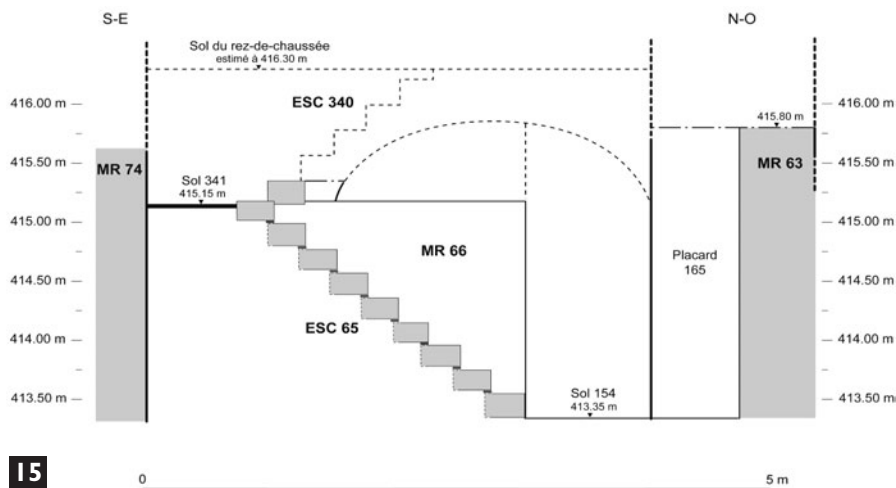 S-E
N-O
Sol du rez-de-chaussée
estimé à 416.30 m
ESC 340
416.00 m
416.00 m
415.80 m
415.50 m
415.50 m
MR 74
MR 63
Sol 341
415.15 m
415.00 m
415.00 m
MR 66
Placard
165
414.50 m
414.50 m
ESC 65
414.00 m
414.00 m
Sol 154
413.35 m
413.50 m
413.50 m
15
0
5 m